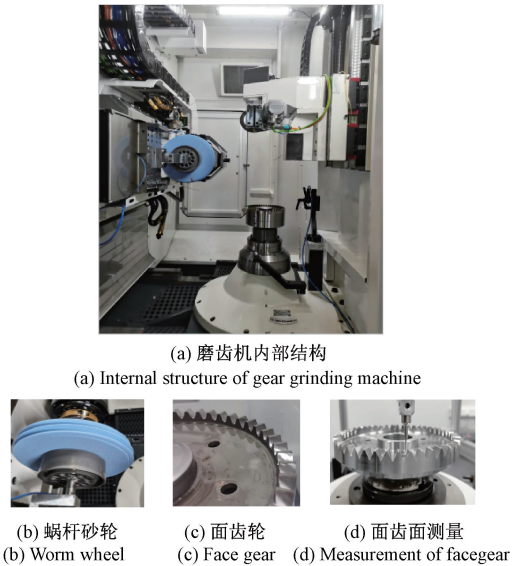 (a) 磨齿机内部结构
(a) Internal structure of gear grinding machine
(b) 蜗杆砂轮
(b) Worm wheel
(c) 面齿轮
(c) Face gear
(d) 面齿面测量
(d) Measurement of facegear